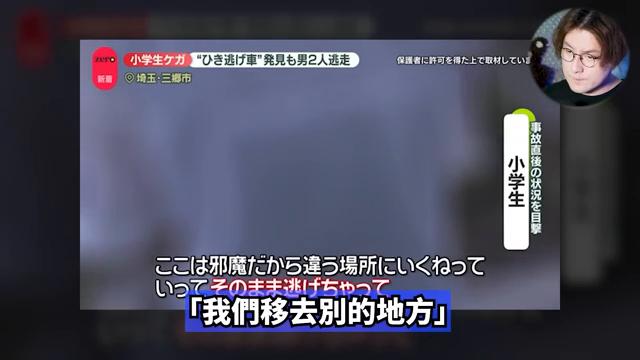 zero
新着
小学生ケガ "ひき逃げ車"発見も男2人逃走
埼玉・三郷市
保護者に許可を得た上で取材してい
事故直後の状況を目撃
小学生
ここは邪魔だから違う場所にいくねって
いってそのまま逃げちゃって
「我們移去別的地方」